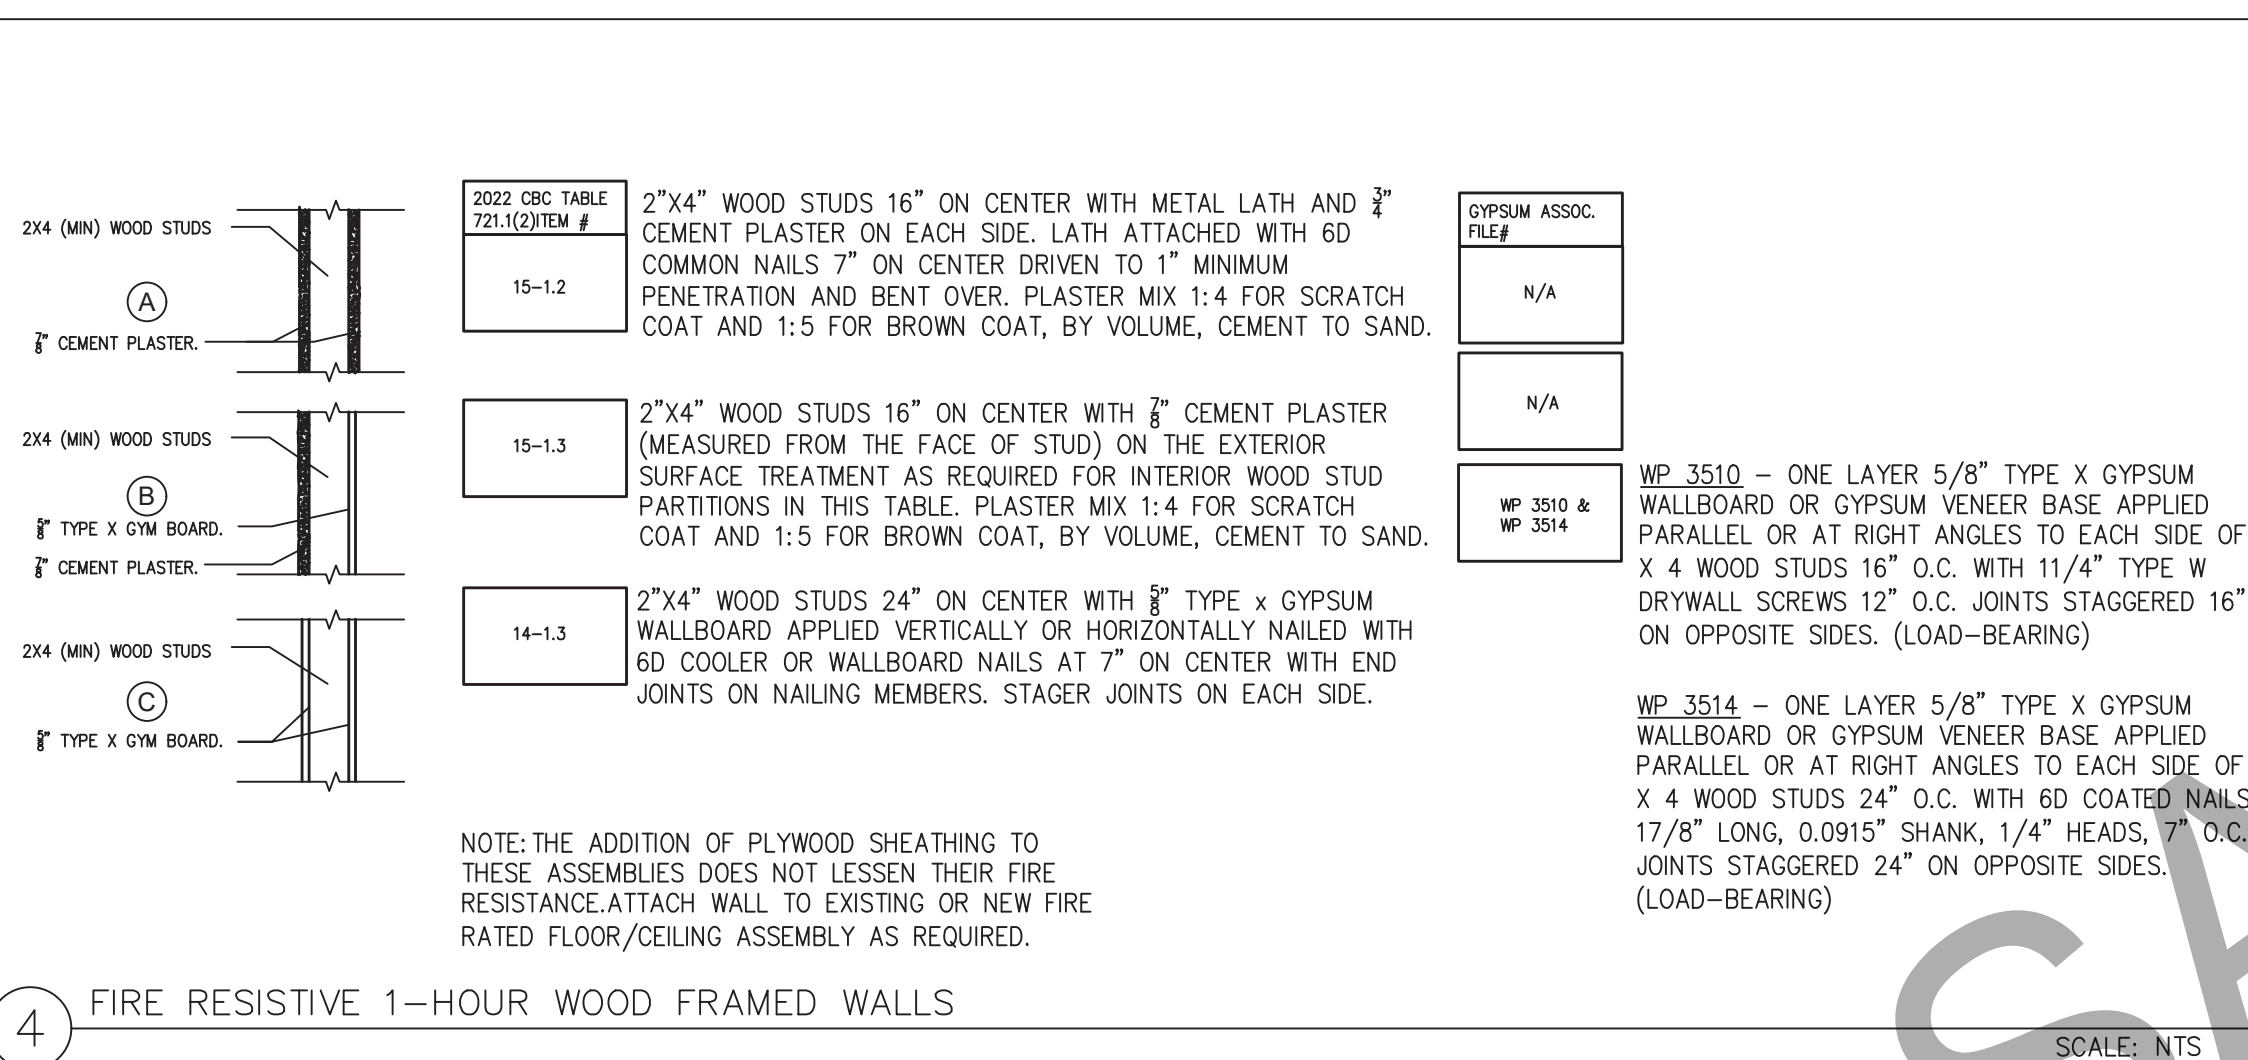 2X4 (MIN) WOOD STUDS
A
7/8" CEMENT PLASTER.
2022 CBC TABLE
721.1(2)ITEM #
15-1.2
2"X4" WOOD STUDS 16" ON CENTER WITH METAL LATH AND 3/4"
CEMENT PLASTER ON EACH SIDE. LATH ATTACHED WITH 6D
COMMON NAILS 7" ON CENTER DRIVEN TO 1" MINIMUM
PENETRATION AND BENT OVER. PLASTER MIX 1:4 FOR SCRATCH
COAT AND 1:5 FOR BROWN COAT, BY VOLUME, CEMENT TO SAND.
GYPSUM ASSOC.
FILE#
N/A
2X4 (MIN) WOOD STUDS
B
5/8" TYPE X GYM BOARD.
7/8" CEMENT PLASTER.
15-1.3
2"X4" WOOD STUDS 16" ON CENTER WITH 7/8" CEMENT PLASTER
(MEASURED FROM THE FACE OF STUD) ON THE EXTERIOR
SURFACE TREATMENT AS REQUIRED FOR INTERIOR WOOD STUD
PARTITIONS IN THIS TABLE. PLASTER MIX 1:4 FOR SCRATCH
COAT AND 1:5 FOR BROWN COAT, BY VOLUME, CEMENT TO SAND.
N/A
2X4 (MIN) WOOD STUDS
C
5/8" TYPE X GYM BOARD.
14-1.3
2"X4" WOOD STUDS 24" ON CENTER WITH 5/8" TYPE x GYPSUM
WALLBOARD APPLIED VERTICALLY OR HORIZONTALLY NAILED WITH
6D COOLER OR WALLBOARD NAILS AT 7" ON CENTER WITH END
JOINTS ON NAILING MEMBERS. STAGER JOINTS ON EACH SIDE.
WP 3510 &
WP 3514
WP 3510 – ONE LAYER 5/8" TYPE X GYPSUM
WALLBOARD OR GYPSUM VENEER BASE APPLIED
PARALLEL OR AT RIGHT ANGLES TO EACH SIDE OF
X 4 WOOD STUDS 16" O.C. WITH 11/4" TYPE W
DRYWALL SCREWS 12" O.C. JOINTS STAGGERED 16"
ON OPPOSITE SIDES. (LOAD-BEARING)
WP 3514 – ONE LAYER 5/8" TYPE X GYPSUM
WALLBOARD OR GYPSUM VENEER BASE APPLIED
PARALLEL OR AT RIGHT ANGLES TO EACH SIDE OF
X 4 WOOD STUDS 24" O.C. WITH 6D COATED NAILS
17/8" LONG, 0.0915" SHANK, 1/4" HEADS, 7" O.C.
JOINTS STAGGERED 24" ON OPPOSITE SIDES.
(LOAD-BEARING)
NOTE: THE ADDITION OF PLYWOOD SHEATHING TO
THESE ASSEMBLIES DOES NOT LESSEN THEIR FIRE
RESISTANCE.ATTACH WALL TO EXISTING OR NEW FIRE
RATED FLOOR/CEILING ASSEMBLY AS REQUIRED.
4
FIRE RESISTIVE 1-HOUR WOOD FRAMED WALLS
SCALE: NTS